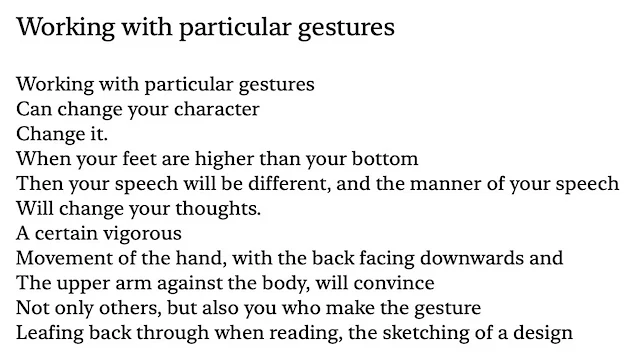 Working with particular gestures
Working with particular gestures
Can change your character
Change it.
When your feet are higher than your bottom
Then your speech will be different, and the manner of your speech
Will change your thoughts.
A certain vigorous
Movement of the hand, with the back facing downwards and
The upper arm against the body, will convince
Not only others, but also you who make the gesture
Leafing back through when reading, the sketching of a design